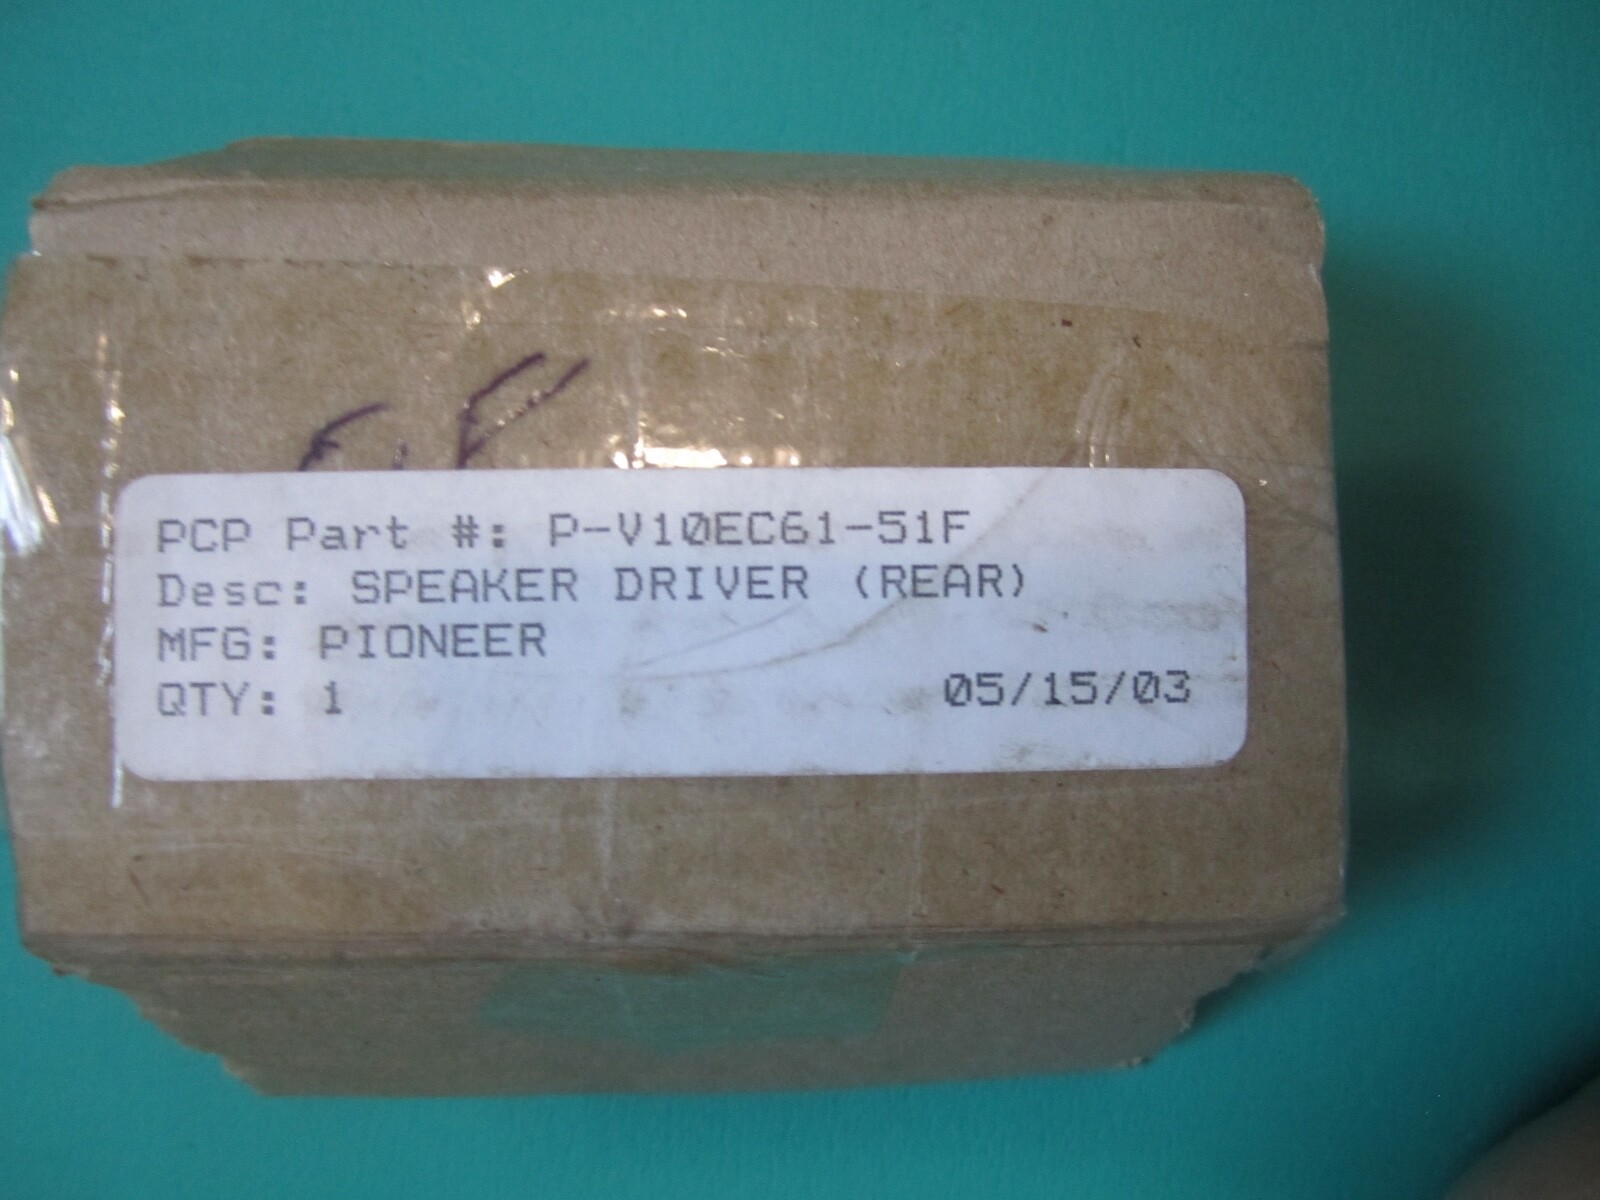 PCP Part #: P-V10EC61-51F
Desc: SPEAKER DRIVER (REAR)
MFG: PIONEER
QTY: 1 05/15/03